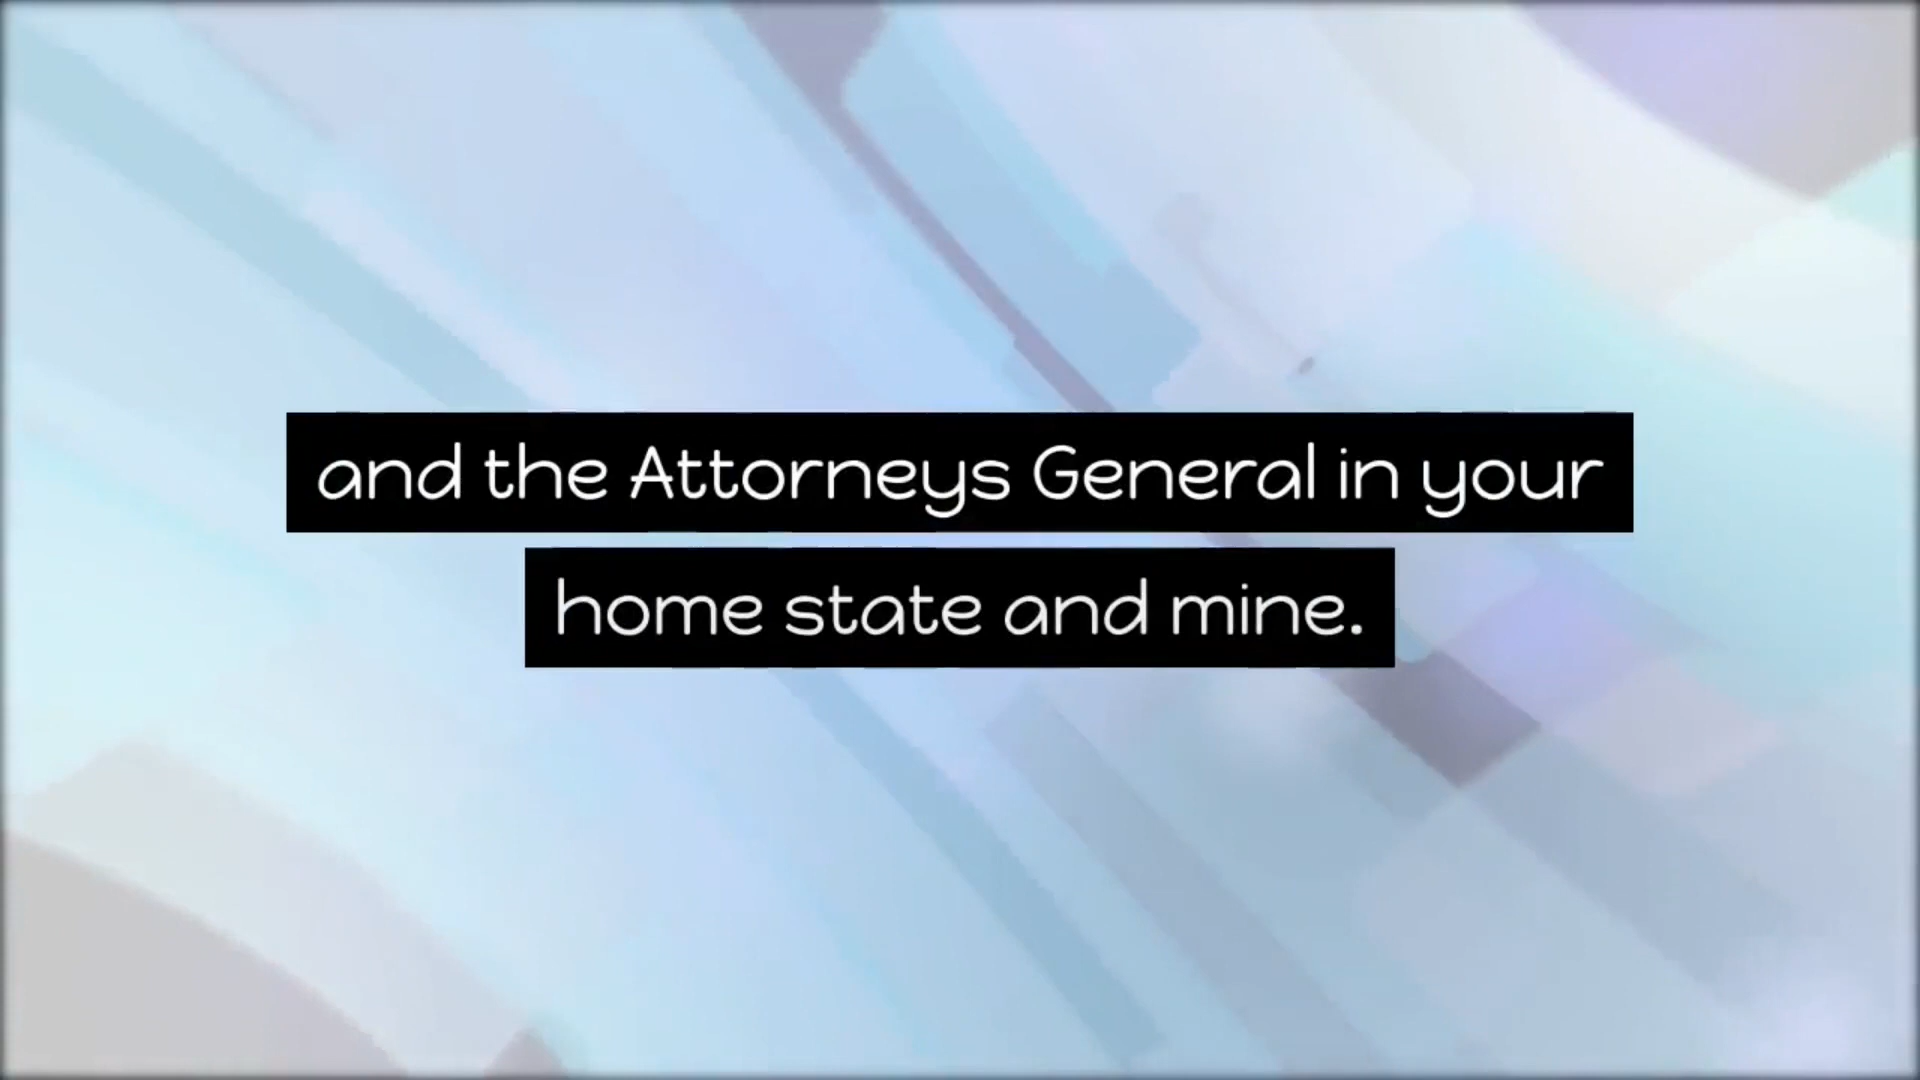 and the Attorneys General in your
home state and mine.